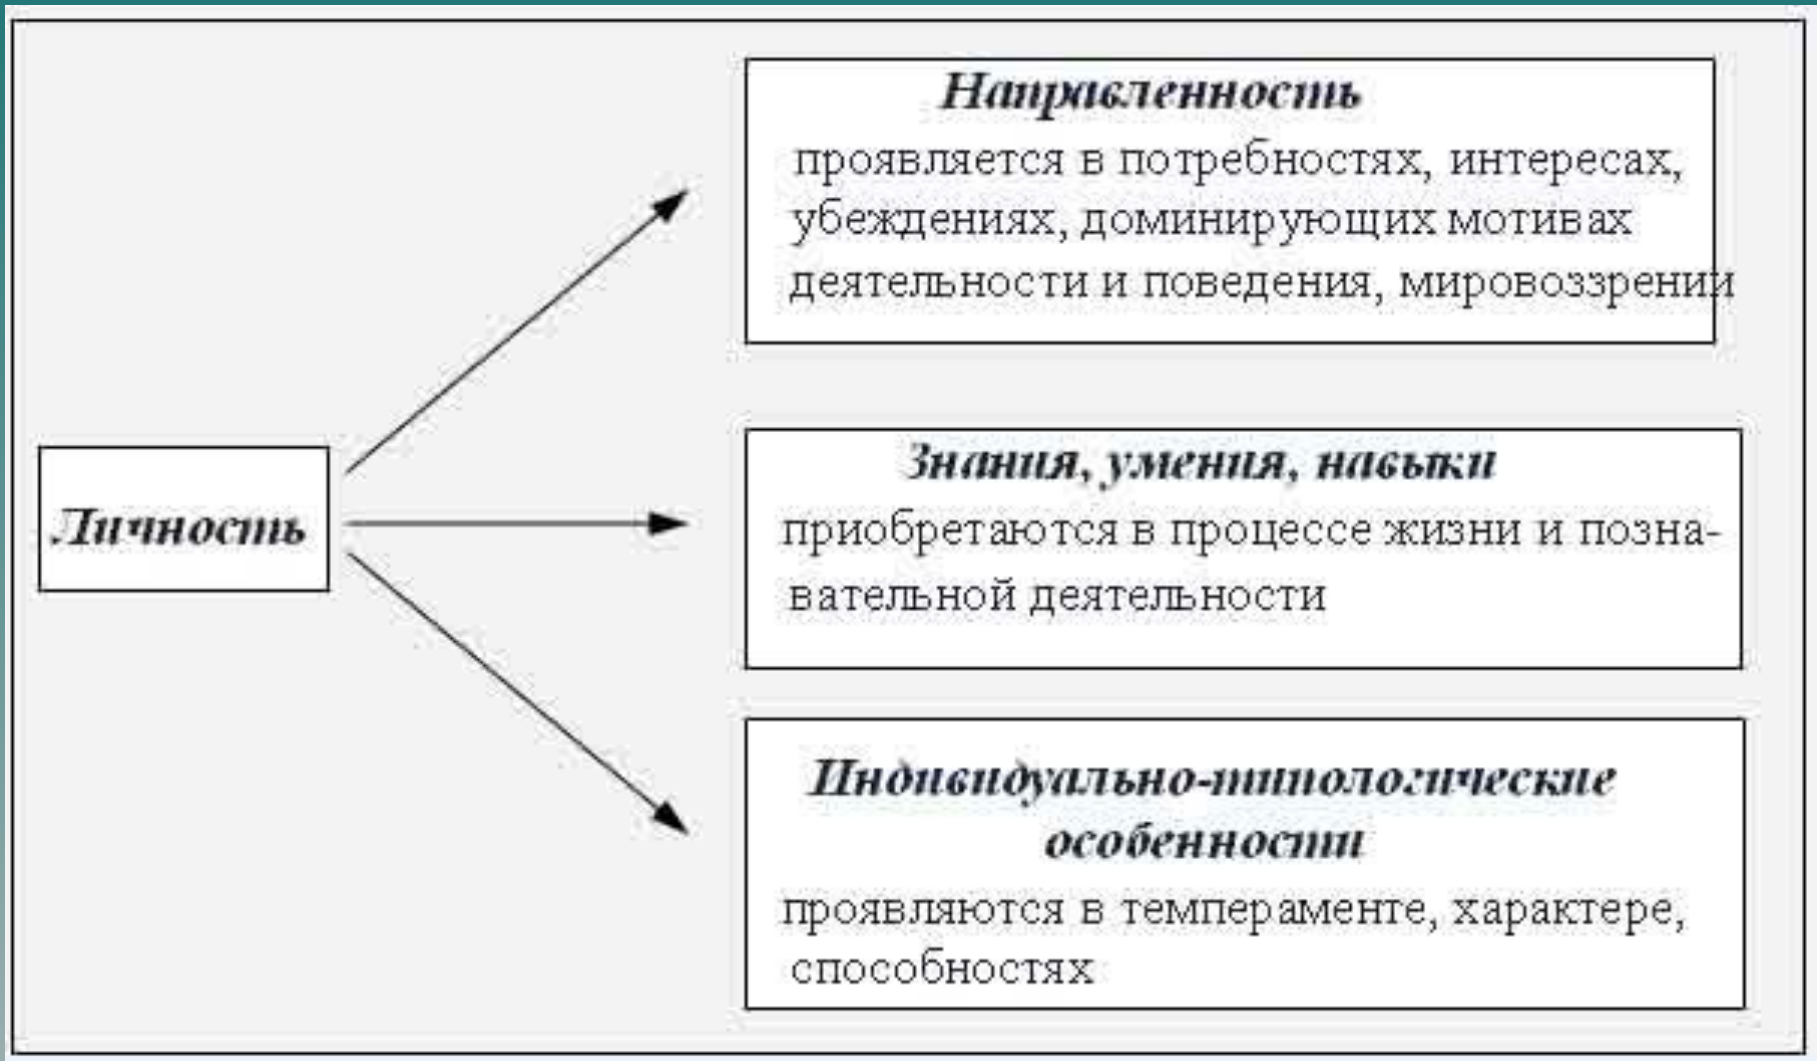 Направленность
проявляется в потребностях, интересах,
убеждениях, доминирующих мотивах
деятельности и поведения, мировоззрении
Личность
Знания, умения, навыки
приобретаются в процессе жизни и позна-
вательной деятельности
Индивидуально-типологические
особенности
проявляются в темпераменте, характере,
способностях